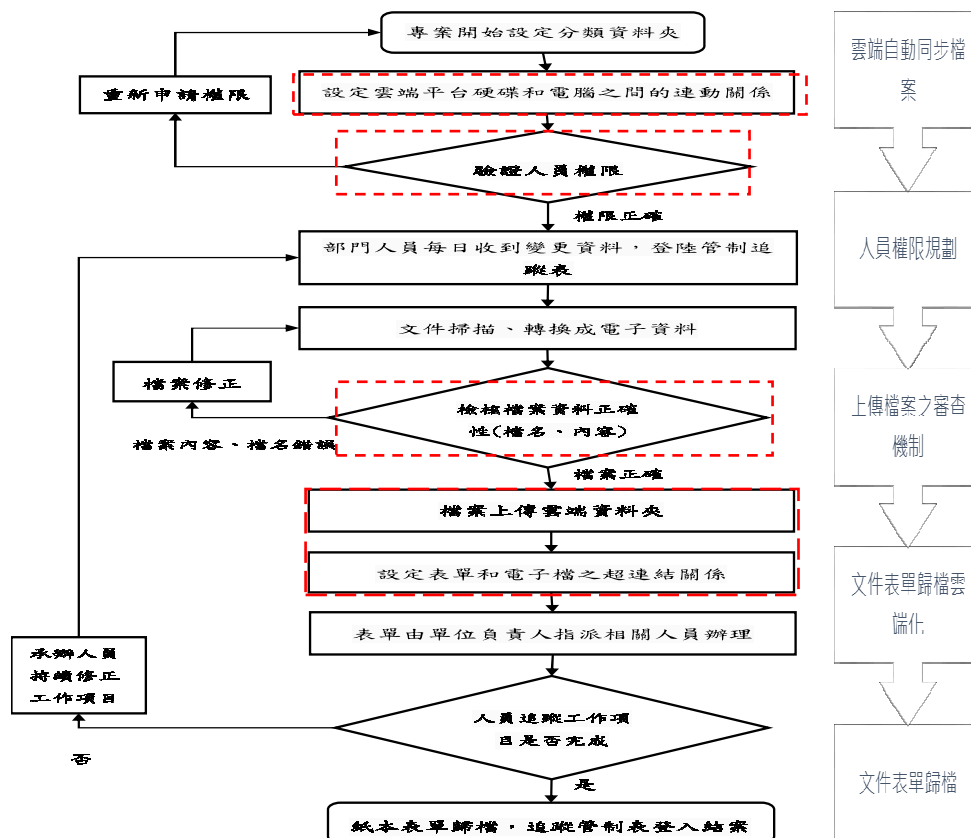 專案開始設定分類資料夾
重新申請權限
設定雲端平台硬碟和電腦之間的連動關係
驗證人員權限
權限正確
部門人員每日收到變更資料，登陸管制追
蹤表
文件掃描、轉換成電子資料
檔案修正
檢核檔案資料正確
性(檔名、內容)
檔案內容、檔名錯誤
檔案正確
檔案上傳雲端資料夾
設定表單和電子檔之超連結關係
表單由單位負責人指派相關人員辦理
承辦人員
持續修正
工作項目
人員追蹤工作項
目是否完成
否
是
紙本表單歸檔，追蹤管制表登入結案
雲端自動同步檔
案
人員權限規劃
上傳檔案之審查
機制
文件表單歸檔雲
端化
文件表單歸檔